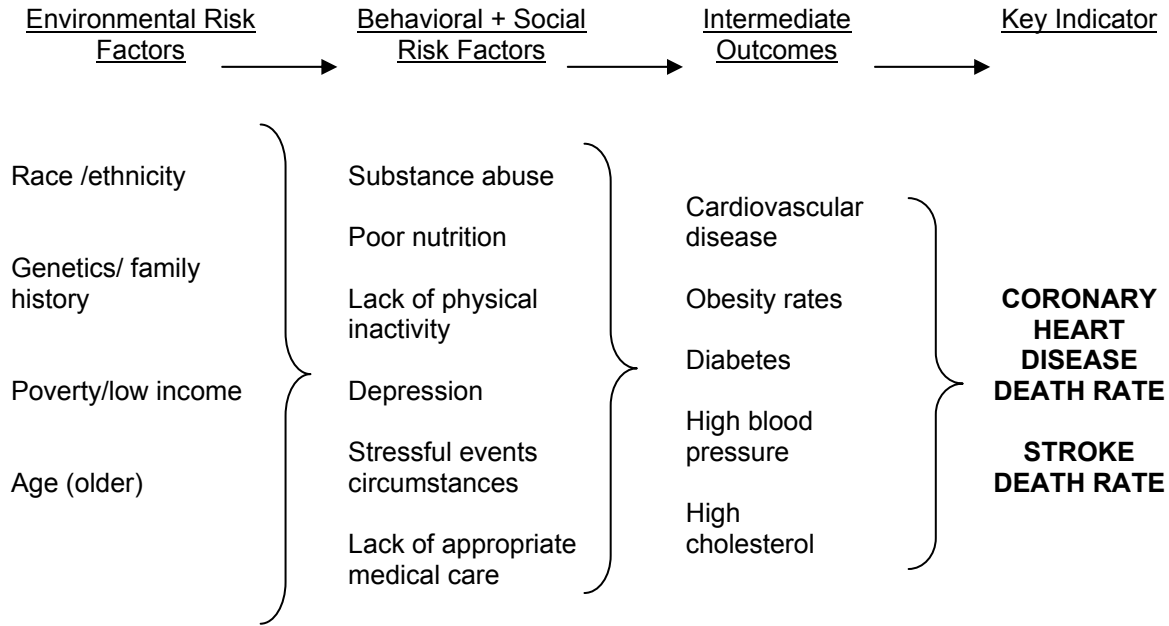 Environmental Risk
Factors
Behavioral + Social
Risk Factors
Intermediate
Outcomes
Key Indicator
Race /ethnicity
Genetics/ family
history
Poverty/low income
Age (older)
Substance abuse
Poor nutrition
Lack of physical
inactivity
Depression
Stressful events
circumstances
Lack of appropriate
medical care
Cardiovascular
disease
Obesity rates
Diabetes
High blood
pressure
High
cholesterol
CORONARY
HEART
DISEASE
DEATH RATE
STROKE
DEATH RATE